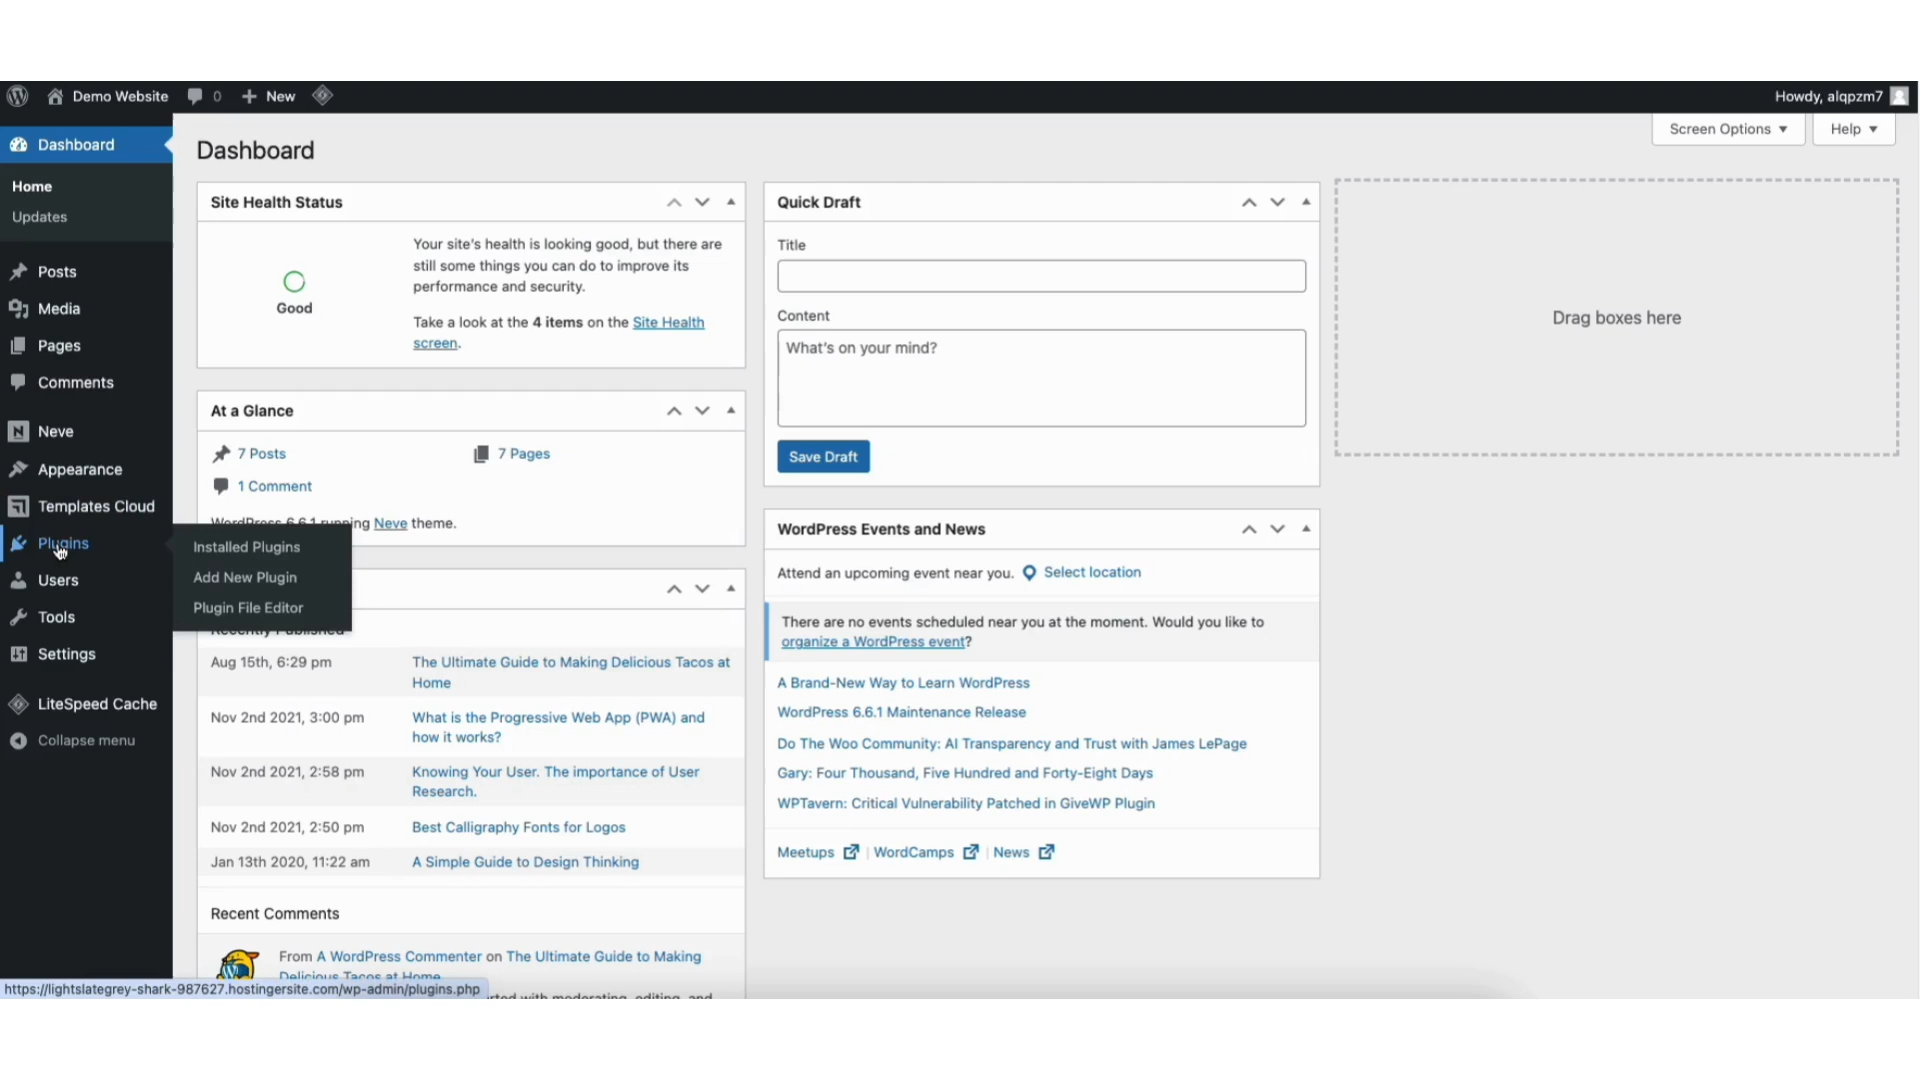 Demo Website
0
New
Howdy, alqpzm7
Screen Options
Help
Dashboard
Home
Updates
Posts
Media
Pages
Comments
Neve
Appearance
Templates Cloud
Plugins
Users
Tools
Settings
LiteSpeed Cache
Collapse menu
Installed Plugins
Add New Plugin
Plugin File Editor
Dashboard
Site Health Status
Good
Your site's health is looking good, but there are
still some things you can do to improve its
performance and security.
Take a look at the 4 items on the Site Health
screen.
At a Glance
7 Posts
7 Pages
1 Comment
WordPress 6.6.1 running Neve theme.
Recently Published
Aug 15th, 6:29 pm
The Ultimate Guide to Making Delicious Tacos at
Home
Nov 2nd 2021, 3:00 pm
What is the Progressive Web App (PWA) and
how it works?
Nov 2nd 2021, 2:58 pm
Knowing Your User. The importance of User
Research.
Nov 2nd 2021, 2:50 pm
Best Calligraphy Fonts for Logos
Jan 13th 2020, 11:22 am
A Simple Guide to Design Thinking
Recent Comments
From A WordPress Commenter on The Ultimate Guide to Making
Delicious Tacos at Home
with moderating, editing, and
https://lightslategrey-shark-987627.hostingersite.com/wp-admin/plugins.php
Quick Draft
Title
Content
What's on your mind?
Save Draft
WordPress Events and News
Attend an upcoming event near you.
Select location
There are no events scheduled near you at the moment. Would you like to
organize a WordPress event?
A Brand-New Way to Learn WordPress
WordPress 6.6.1 Maintenance Release
Do The Woo Community: AI Transparency and Trust with James LePage
Gary: Four Thousand, Five Hundred and Forty-Eight Days
WPTavern: Critical Vulnerability Patched in GiveWP Plugin
Meetups | WordCamps | News
Drag boxes here